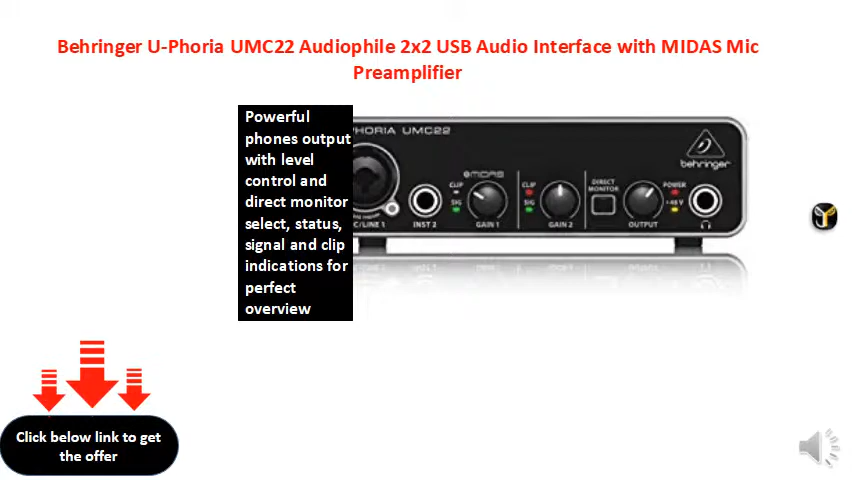 Behringer U-Phoria UMC22 Audiophile 2x2 USB Audio Interface with MIDAS Mic
Preamplifier
Powerful
phones output
with level
control and
direct monitor
select, status,
signal and clip
indications for
perfect
overview
PHORIA UMC22
behringer
MIDAS
CLIP
SIG
CLIP
SIG
DIRECT
MONITOR
POWER
+48 V
C/LINE 1
INST 2
GAIN 1
GAIN 2
OUTPUT
Click below link to get
the offer